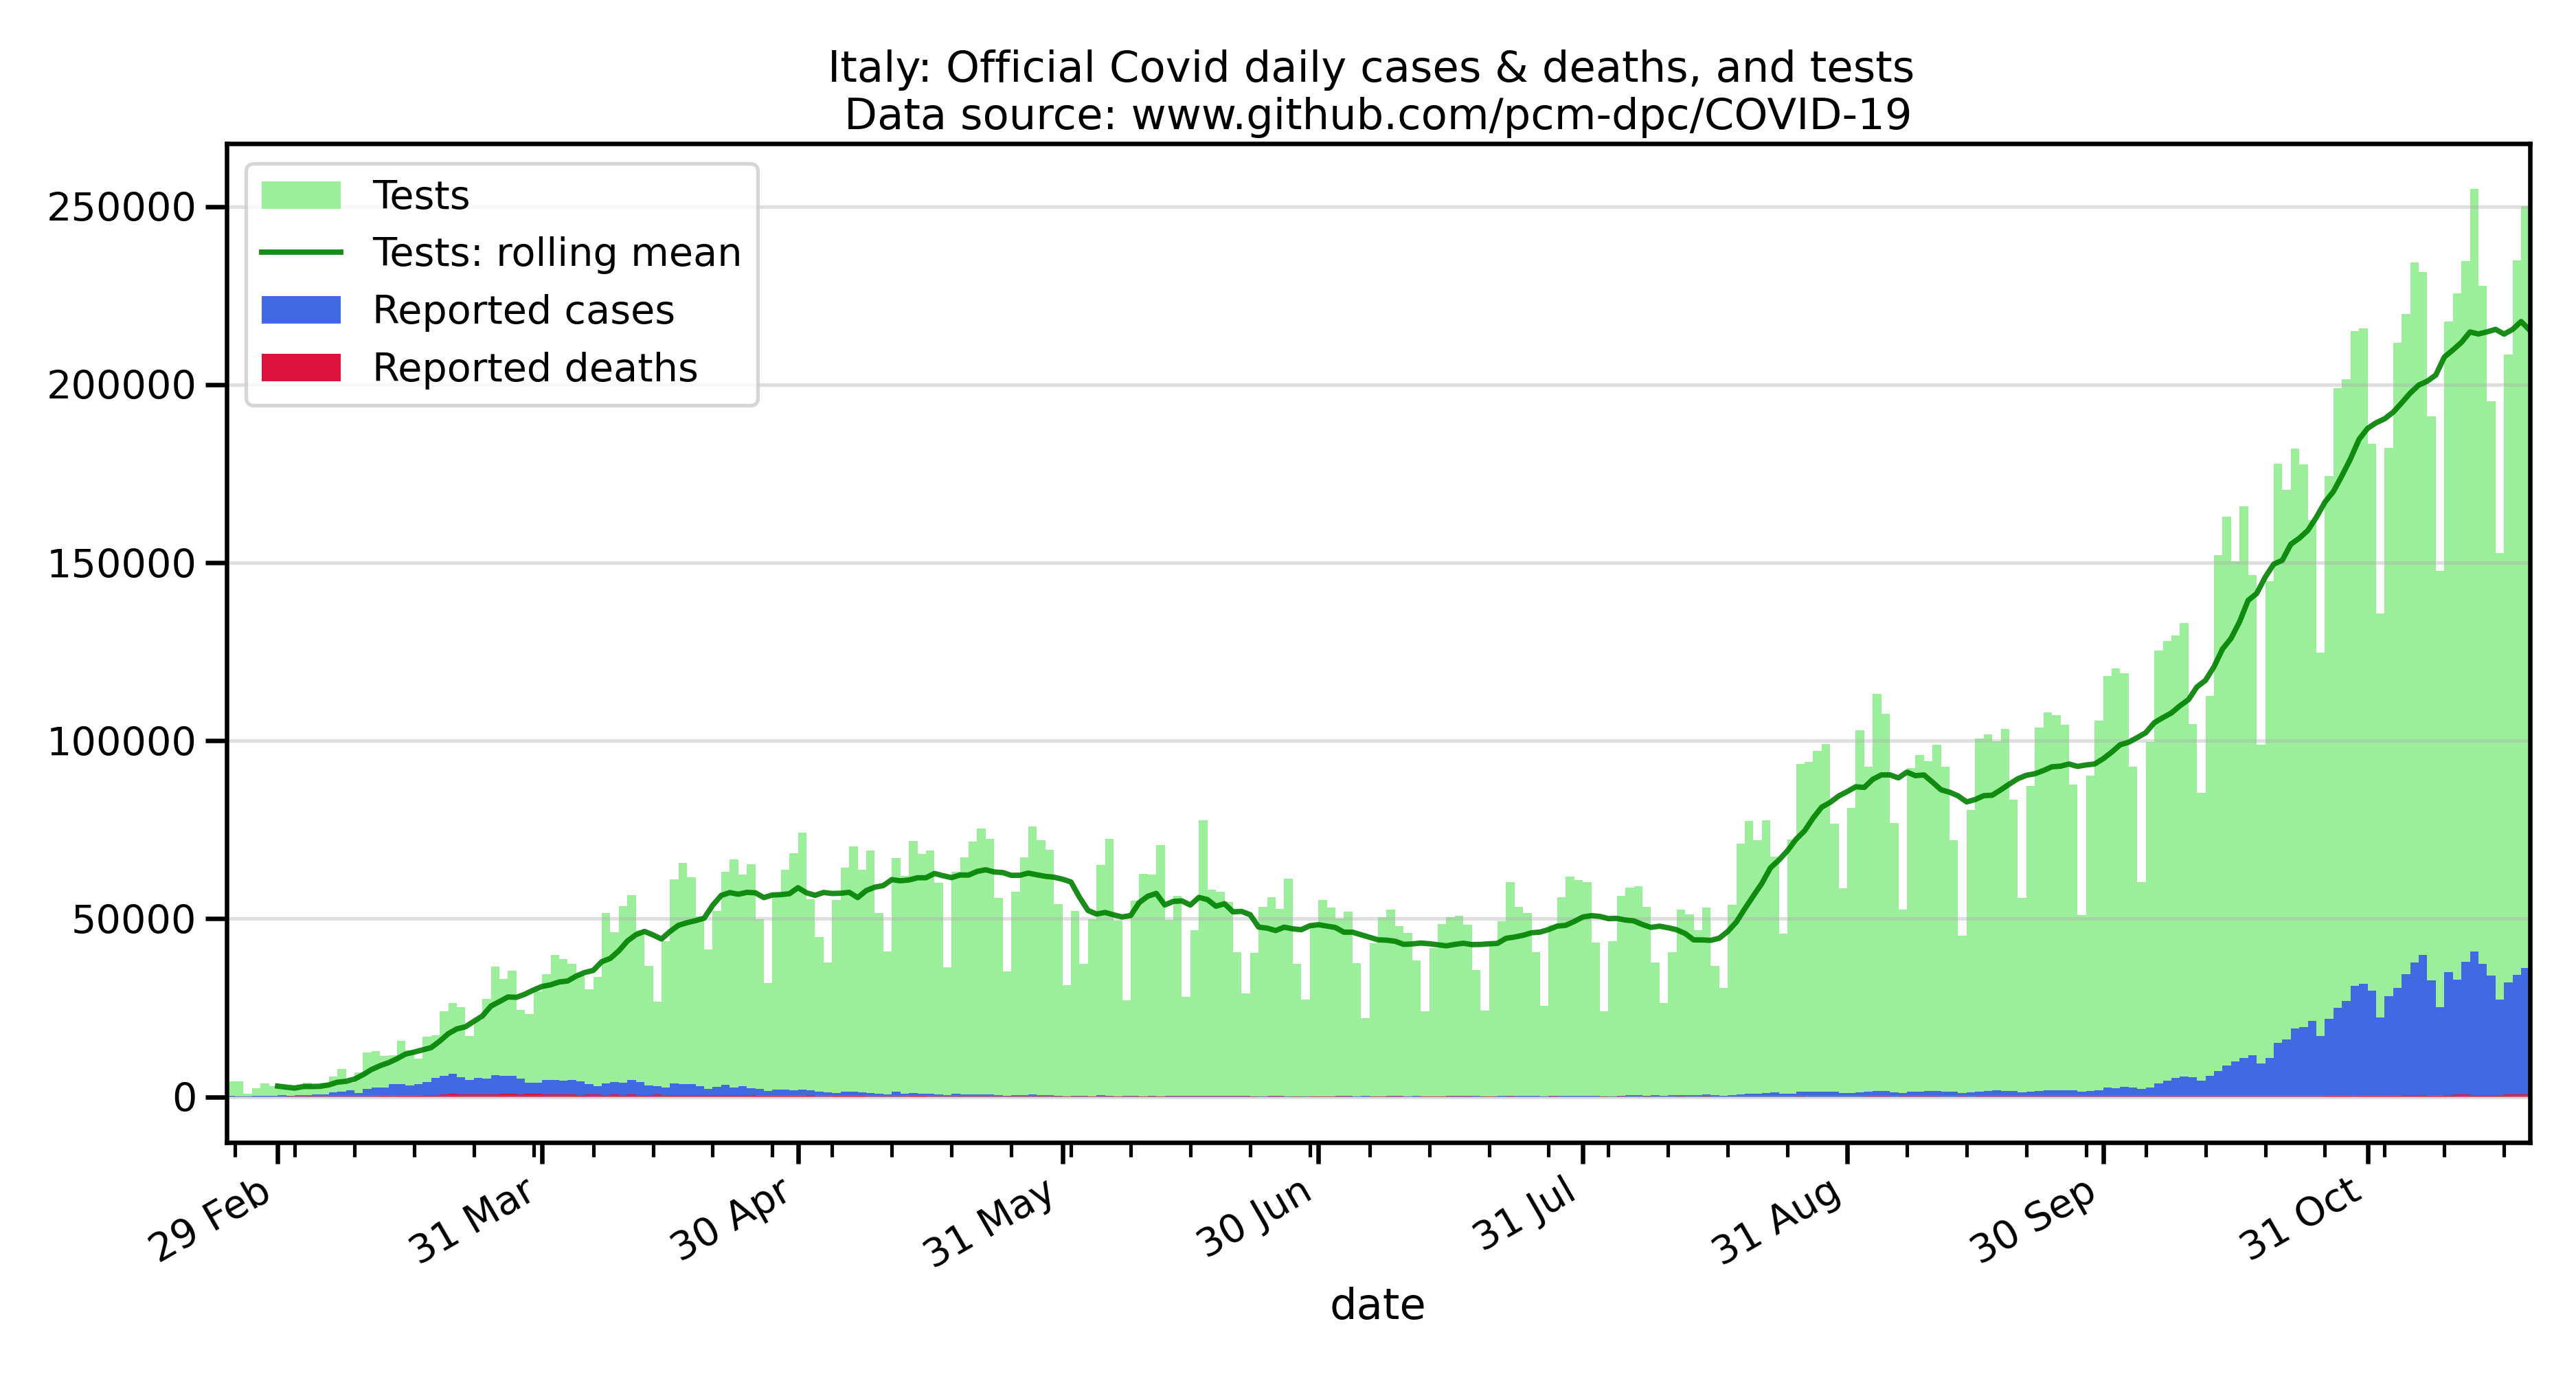 Italy: Official Covid daily cases & deaths, and tests
Data source: www.github.com/pcm-dpc/COVID-19
Tests
Tests: rolling mean
Reported cases
Reported deaths
250000
200000
150000
100000
50000
0
29 Feb
31 Mar
30 Apr
31 May
30 Jun
31 Jul
31 Aug
30 Sep
31 Oct
date